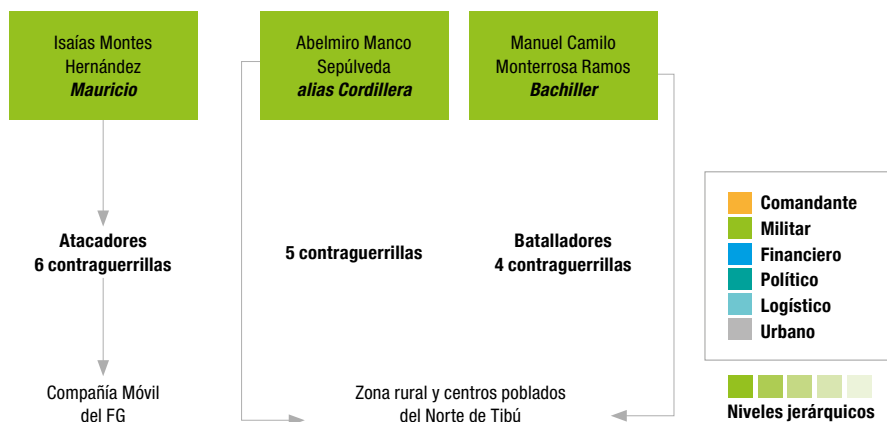 Isaías Montes
Hernández
Mauricio
Abelmiro Manco
Sepúlveda
alias Cordillera
Manuel Camilo
Monterrosa Ramos
Bachiller
Atacadores
6 contraguerrillas
5 contraguerrillas
Batalladores
4 contraguerrillas
Compañía Móvil
del FG
Zona rural y centros poblados
del Norte de Tibú
Comandante
Militar
Financiero
Político
Logístico
Urbano
Niveles jerárquicos